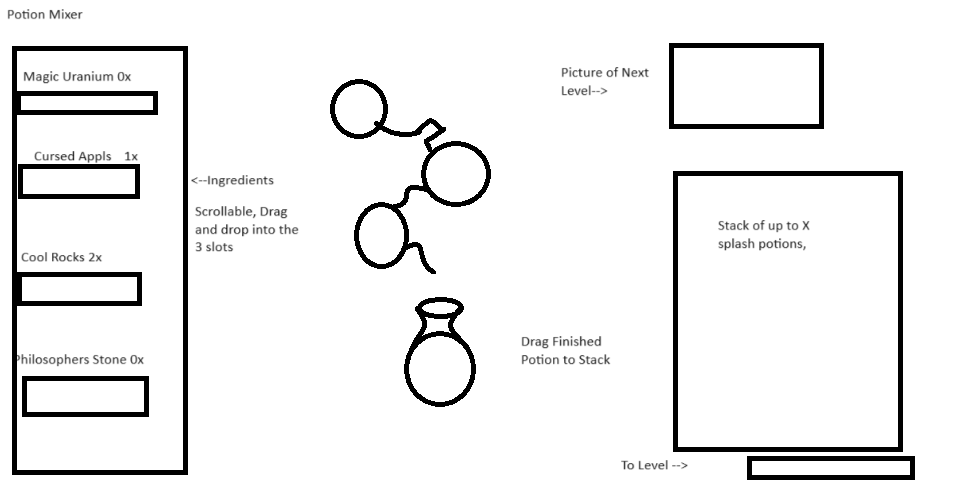 Potion Mixer
Magic Uranium 0x
Cursed Appls 1x
Cool Rocks 2x
Philosophers Stone 0x
<--Ingredients
Scrollable, Drag
and drop into the
3 slots
Picture of Next
Level-->
Stack of up to X
splash potions,
Drag Finished
Potion to Stack
To Level -->